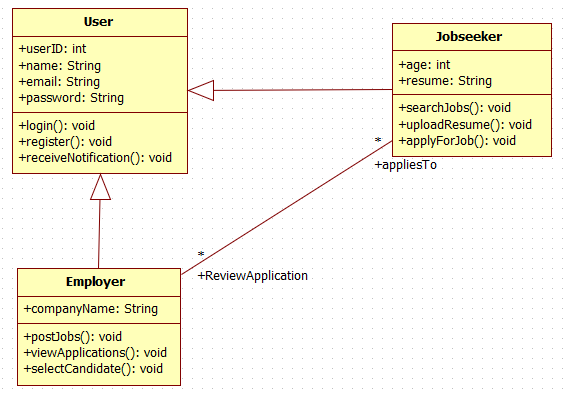 User
+userID: int
+name: String
+email: String
+password: String
+login(): void
+register(): void
+receiveNotification(): void
Jobseeker
+age: int
+resume: String
+searchJobs(): void
+uploadResume(): void
+applyForJob(): void
*
+appliesTo
*
+ReviewApplication
Employer
+companyName: String
+postJobs(): void
+viewApplications(): void
+selectCandidate(): void